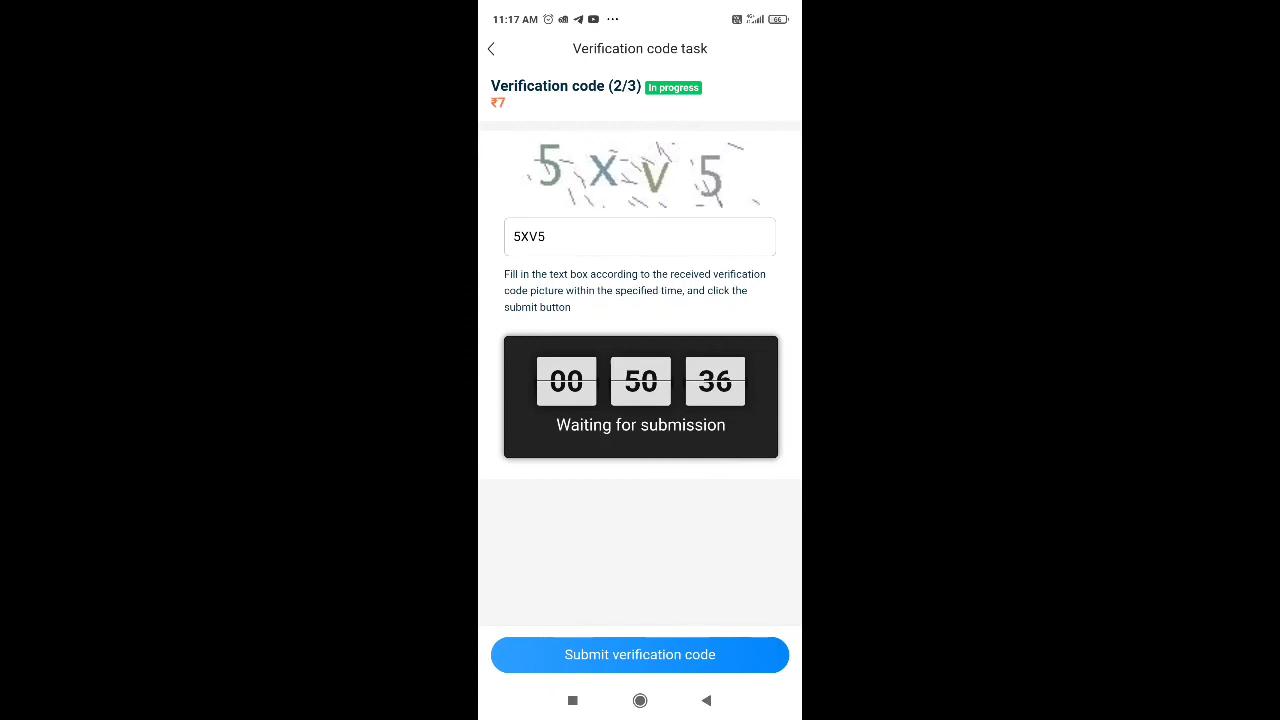 11:17 AM
66
Verification code task
Verification code (2/3) In progress
₹7
5 x v 5
5XV5
Fill in the text box according to the received verification
code picture within the specified time, and click the
submit button
00 50 36
Waiting for submission
Submit verification code